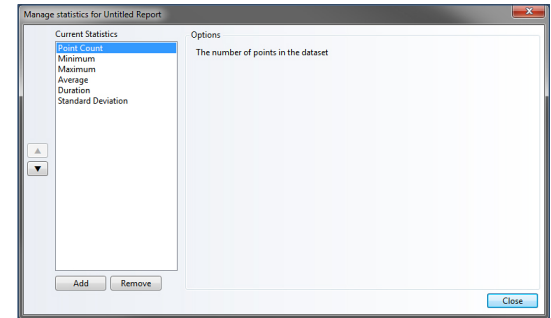 Manage statistics for Untitled Report
Current Statistics
Point Count
Minimum
Maximum
Average
Duration
Standard Deviation
Add
Remove
Options
The number of points in the dataset
Close